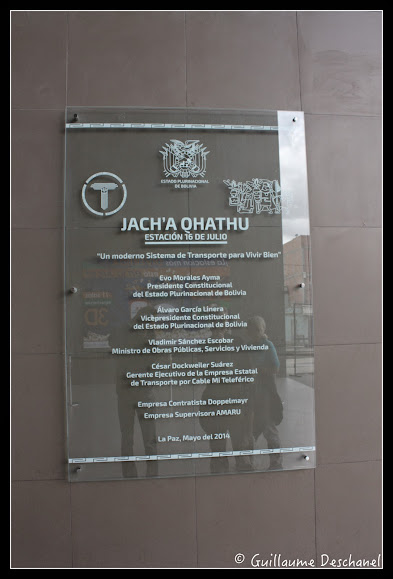 ESTADO PLURINACIONAL
DE BOLIVIA
JACH'A QHATHU
ESTACIÓN 16 DE JULIO
"Un moderno Sistema de Transporte para Vivir Bien"
Evo Morales Ayma
Presidente Constitucional
del Estado Plurinacional de Bolivia
Álvaro García Linera
Vicepresidente Constitucional
del Estado Plurinacional de Bolivia
Vladimir Sánchez Escobar
Ministro de Obras Públicas, Servicios y Vivienda
César Dockweiler Suárez
Gerente Ejecutivo de la Empresa Estatal
de Transporte por Cable Mi Teleférico
Empresa Contratista Doppelmayr
Empresa Supervisora AMARU
La Paz, Mayo del 2014
© Guillaume Deschanel